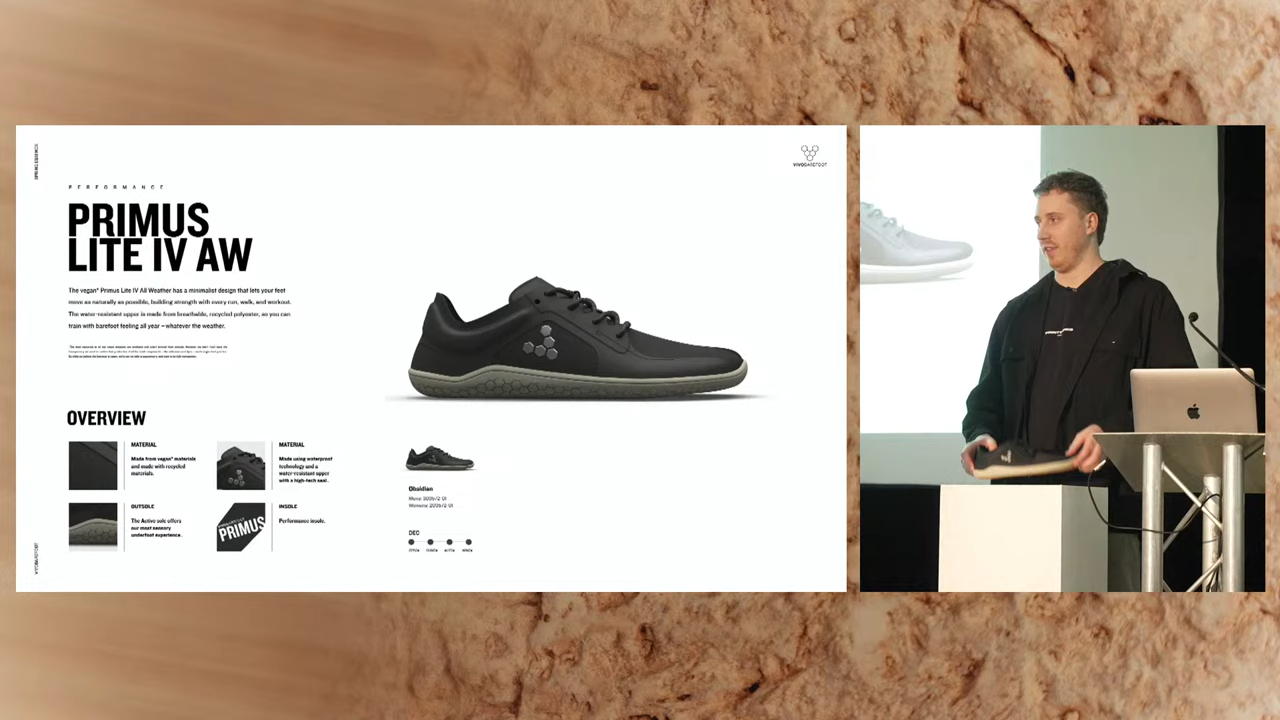 SPRING ESSENCE
VIVOBAREFOOT
PERFORMANCE
PRIMUS
LITE IV AW
The vegan* Primus Lite IV All Weather has a minimalist design that lets your feet
move as naturally as possible, building strength with every run, walk, and workout.
The water-resistant upper is made from breathable, recycled polyester, so you can
train with barefoot feeling all year – whatever the weather.
OVERVIEW
MATERIAL
Made from vegan* materials
and made with recycled
materials.
MATERIAL
Made using waterproof
technology and a
water-resistant upper
with a high-tech seal.
OUTSOLE
The Active sole offers
our most sensory
underfoot experience.
PRIMUS
INSOLE
Performance insole.
Obsidian
DEC
VIVOBAREFOOT